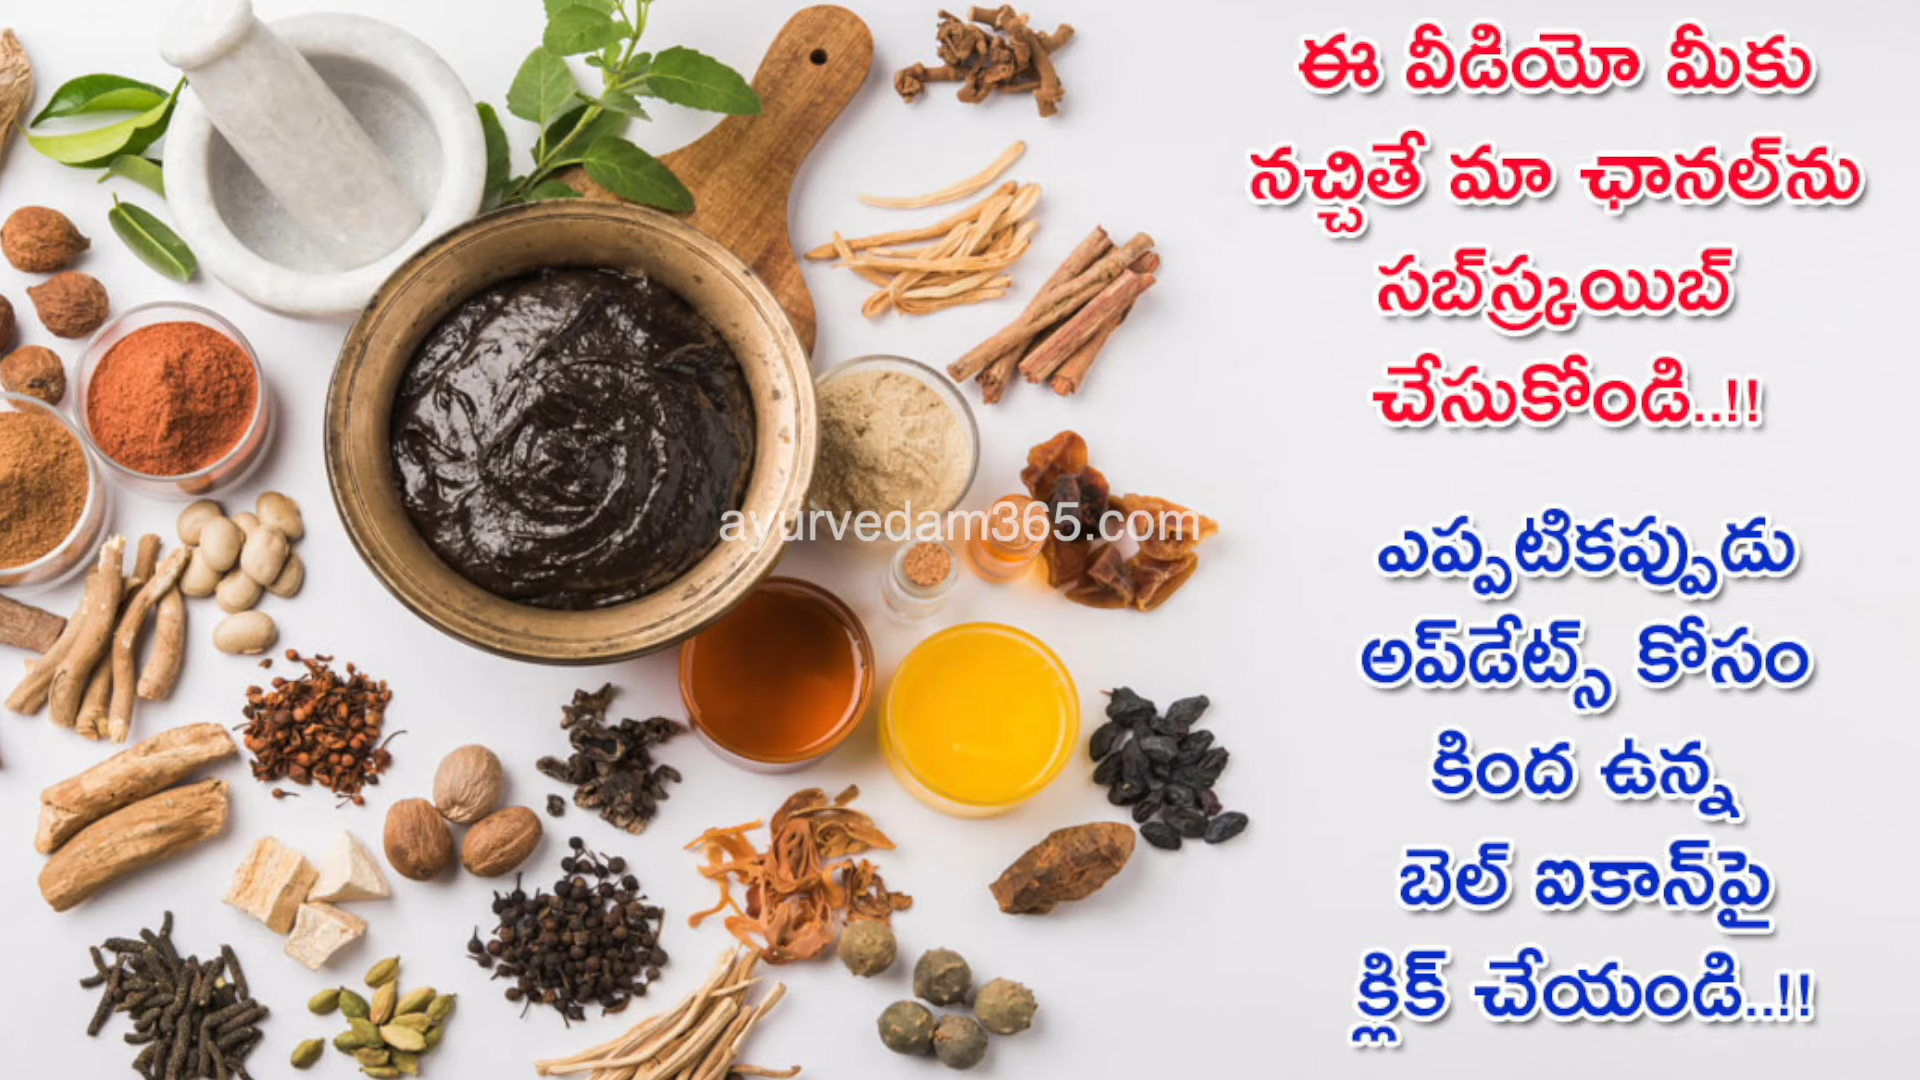 ఈ వీడియో మీకు
నచ్చితే మా ఛానల్‌ను
సబ్‌స్క్రయిబ్
చేసుకోండి..!!
ayurvedam365.com
ఎప్పటికప్పుడు
అప్‌డేట్స్ కోసం
కింద ఉన్న
బెల్ ఐకాన్‌పై
క్లిక్ చేయండి..!!